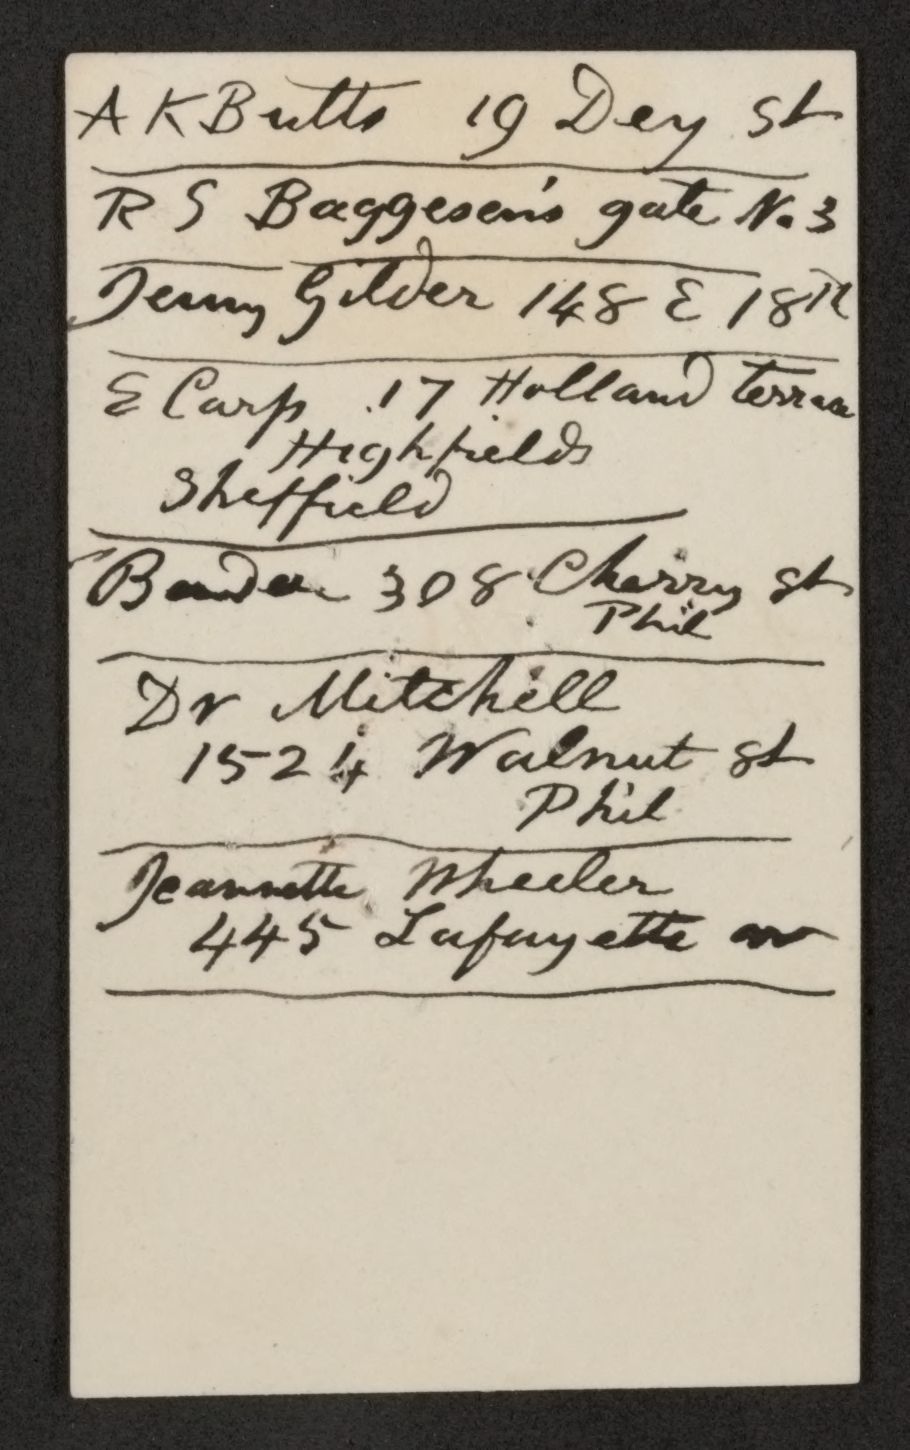 A K Butts 19 Dey St
R S Baggesen's gate No 3
Jenny Gilder 148 E 18th
E Carp 17 Holland terrace
Highfields
Sheffield
308 Cherry st
Phil
Dr Mitchell
1524 Walnut st
Phil
Jeannette Wheeler
445 Lafayette av